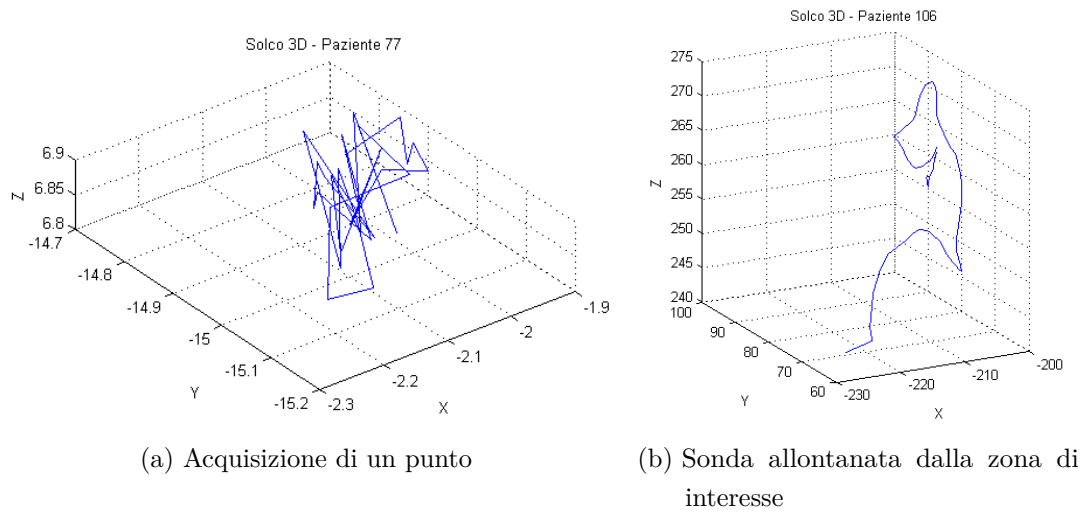 Solco 3D - Paziente 77
6.9
6.85
6.8
Z
-14.7
-14.8
-14.9
-15
-15.1
-15.2
Y
-2.3
-2.2
-2.1
-2
-1.9
X
(a) Acquisizione di un punto
Solco 3D - Paziente 106
275
270
265
260
255
250
245
240
Z
100
90
80
70
60
Y
-230
-220
-210
-200
X
(b) Sonda allontanata dalla zona di
interesse